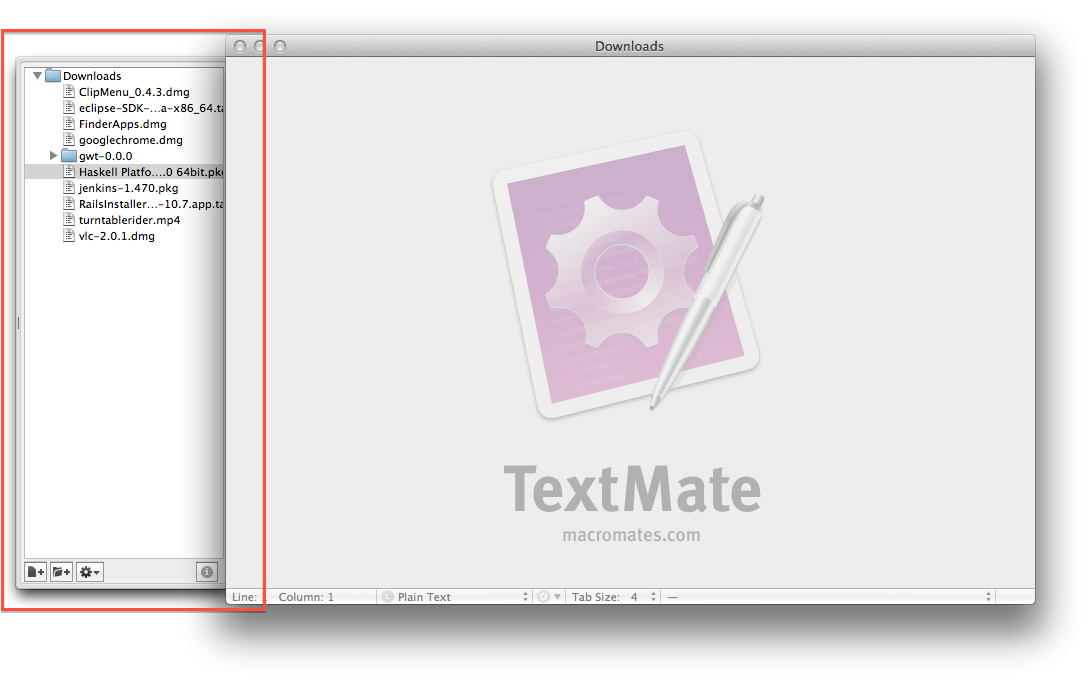 Downloads
Downloads
ClipMenu_0.4.3.dmg
eclipse-SDK-...a-x86_64.ta
FinderApps.dmg
googlechrome.dmg
gwt-0.0.0
Haskell Platfo....0 64bit.pkg
jenkins-1.470.pkg
RailsInstaller...-10.7.app.ta
turntablerider.mp4
vlc-2.0.1.dmg
TextMate
macromates.com
Line: Column: 1 L Plain Text Tab Size: 4 —